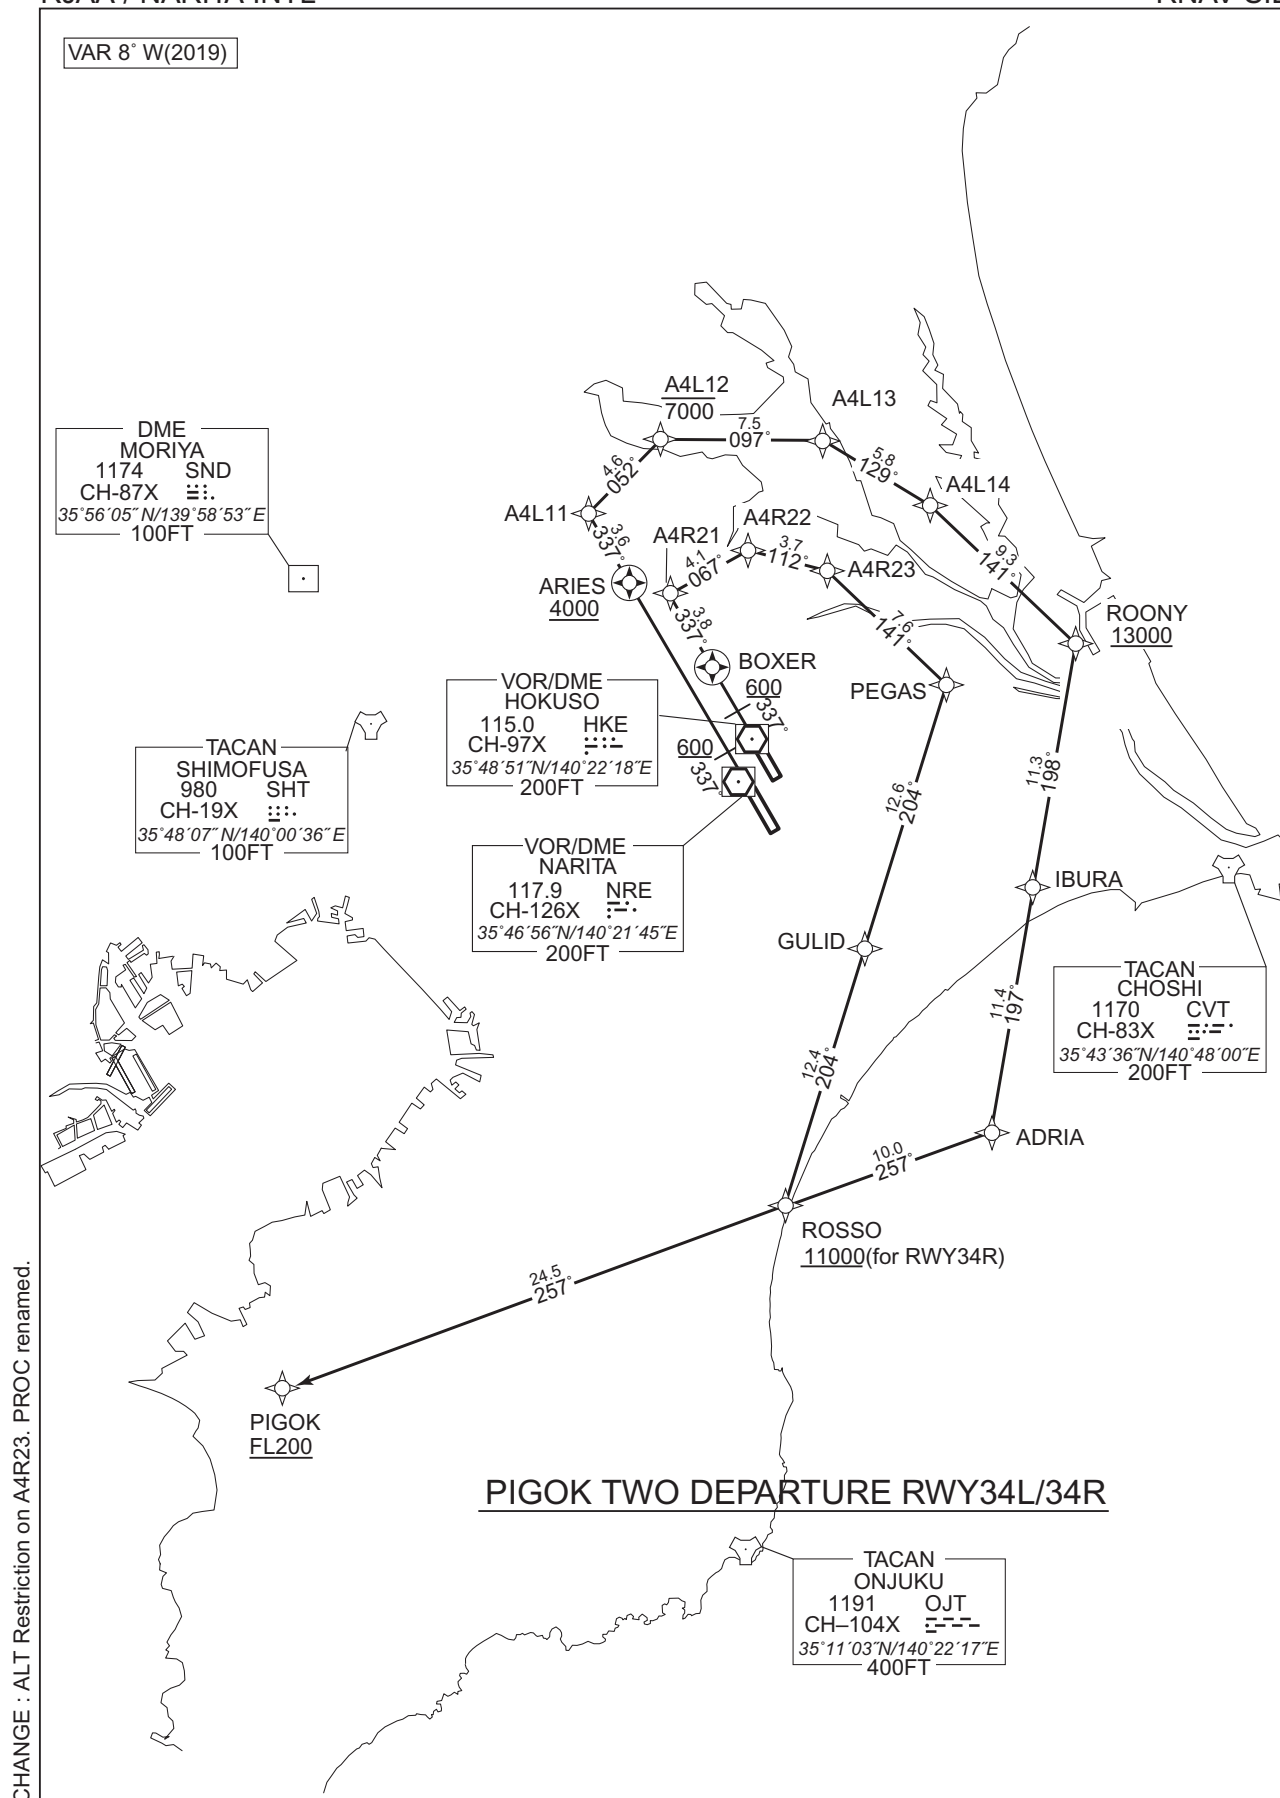 VAR 8° W(2019)
A4L12
7000
A4L13
7.5
097°
DME
MORIYA
1174 SND
CH-87X
35°56′05″N/139°58′53″E
100FT
4.6
052°
5.8
129°
A4L14
A4L11
3.6
337°
A4R21
A4R22
4.1
067°
3.7
112°
A4R23
9.3
141°
ARIES
4000
3.8
337°
7.6
141°
ROONY
13000
BOXER
600
337°
PEGAS
VOR/DME
HOKUSO
115.0 HKE
CH-97X
35°48′51″N/140°22′18″E
200FT
600
337°
TACAN
SHIMOFUSA
980 SHT
CH-19X
35°48′07″N/140°00′36″E
100FT
12.6
204°
11.3
198°
VOR/DME
NARITA
117.9 NRE
CH-126X
35°46′56″N/140°21′45″E
200FT
IBURA
GULID
11.4
197°
TACAN
CHOSHI
1170 CVT
CH-83X
35°43′36″N/140°48′00″E
200FT
12.4
204°
ADRIA
10.0
257°
ROSSO
11000(for RWY34R)
24.5
257°
PIGOK
FL200
PIGOK TWO DEPARTURE RWY34L/34R
TACAN
ONJUKU
1191 OJT
CH–104X
35°11′03″N/140°22′17″E
400FT
CHANGE : ALT Restriction on A4R23. PROC renamed.